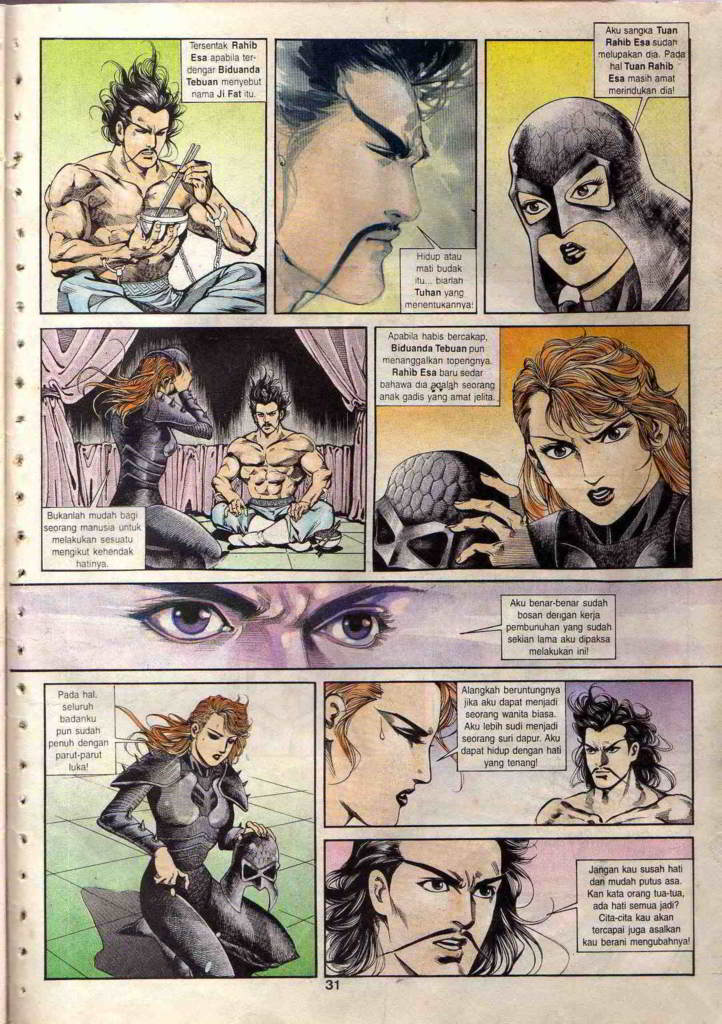 Tersentak Rahib
Esa apabila ter-
dengar Biduanda
Tebuan menyebut
nama Ji Fat itu.
Hidup atau
mati budak
itu... biarlah
Tuhan yang
menentukannya!
Aku sangka Tuan
Rahib Esa sudah
melupakan dia. Pada
hal Tuan Rahib
Esa masih amat
merindukan dia!
Bukanlah mudah bagi
seorang manusia untuk
melakukan sesuatu
mengikut kehendak
hatinya.
Apabila habis bercakap,
Biduanda Tebuan pun
menanggalkan topengnya.
Rahib Esa baru sedar
bahawa dia adalah seorang
anak gadis yang amat jelita.
Aku benar-benar sudah
bosan dengan kerja
pembunuhan yang sudah
sekian lama aku dipaksa
melakukan ini!
Pada hal,
seluruh
badanku
pun sudah
penuh dengan
parut-parut
luka!
Alangkah beruntungnya
jika aku dapat menjadi
seorang wanita biasa.
Aku lebih sudi menjadi
seorang suri dapur. Aku
dapat hidup dengan hati
yang tenang!
Jangan kau susah hati
dan mudah putus asa.
Kan kata orang tua-tua,
ada hati semua jadi?
Cita-cita kau akan
tercapai juga asalkan
kau berani mengubahnya!
31